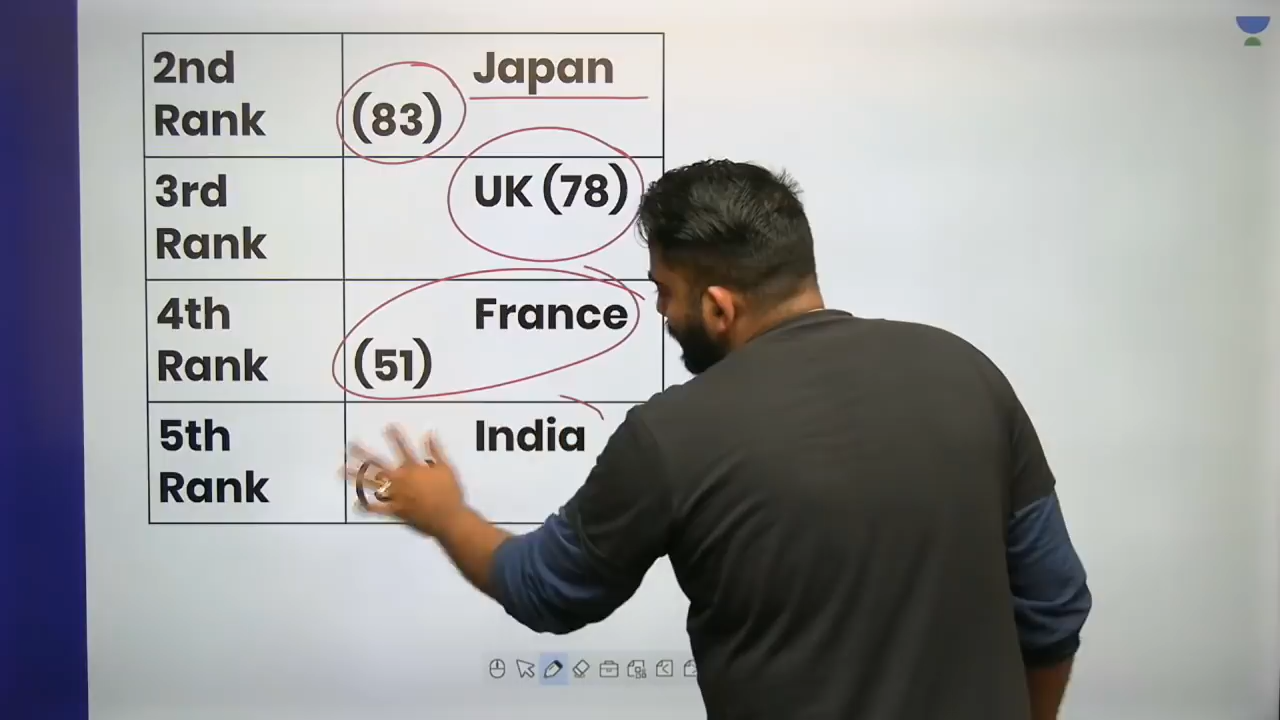 2nd
Rank
Japan
(83)
3rd
Rank
UK (78)
4th
Rank
France
(51)
5th
Rank
India